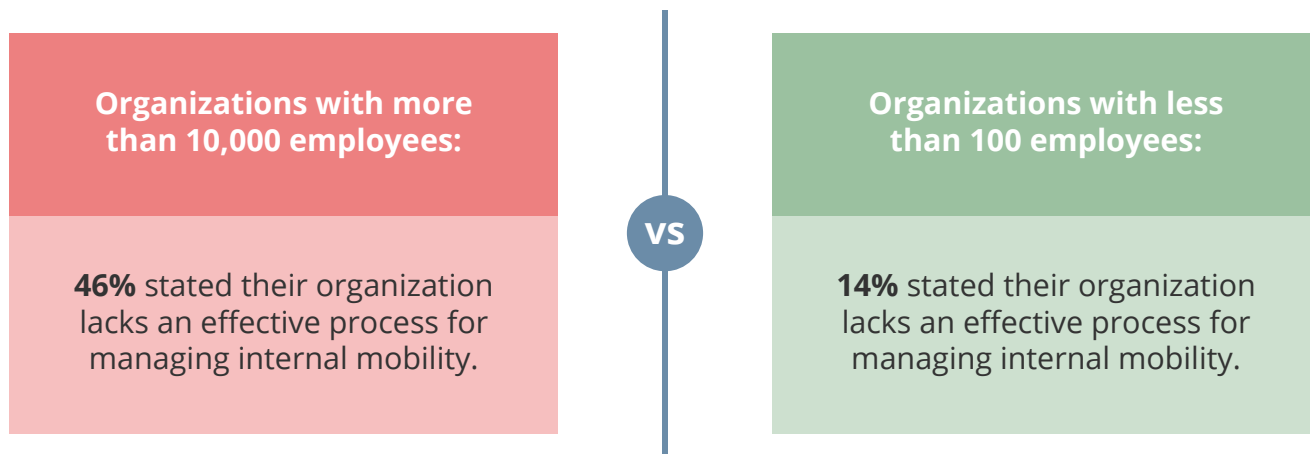 Organizations with more
than 10,000 employees:
46% stated their organization
lacks an effective process for
managing internal mobility.
vs
Organizations with less
than 100 employees:
14% stated their organization
lacks an effective process for
managing internal mobility.